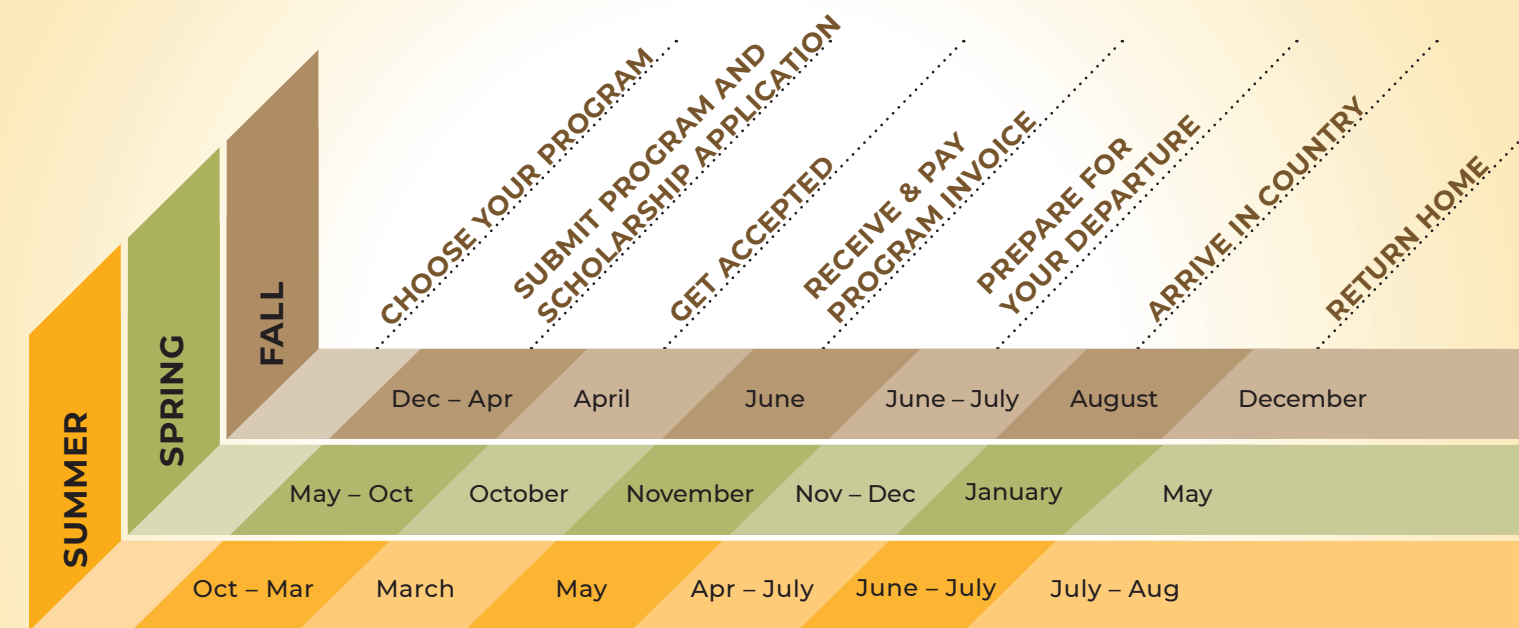 CHOOSE YOUR PROGRAM
SUBMIT PROGRAM AND
SCHOLARSHIP APPLICATION
GET ACCEPTED
RECEIVE & PAY
PROGRAM INVOICE
PREPARE FOR
YOUR DEPARTURE
ARRIVE IN COUNTRY
RETURN HOME
FALL
Dec – Apr
April
June
June – July
August
December
SPRING
May – Oct
October
November
Nov – Dec
January
May
SUMMER
Oct – Mar
March
May
Apr – July
June – July
July – Aug